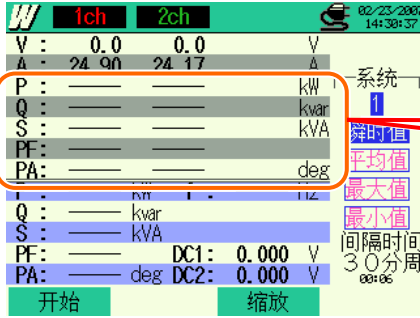 1ch 2ch 02/23/2007
14:30:37
V : 0.0 0.0 V
A : 24.90 24.17 A
P : ―― ―― kW
Q : ―― ―― kvar
S : ―― ―― kVA
PF: ―― ――
PA: ―― ―― deg
系统
1
瞬时值
平均值
最大值
最小值
间隔时间
30分周
00:06
Q : ―― kvar
S : ―― kVA
PF: ―― DC1: 0.000 V
PA: ―― deg DC2: 0.000 V
开始 缩放